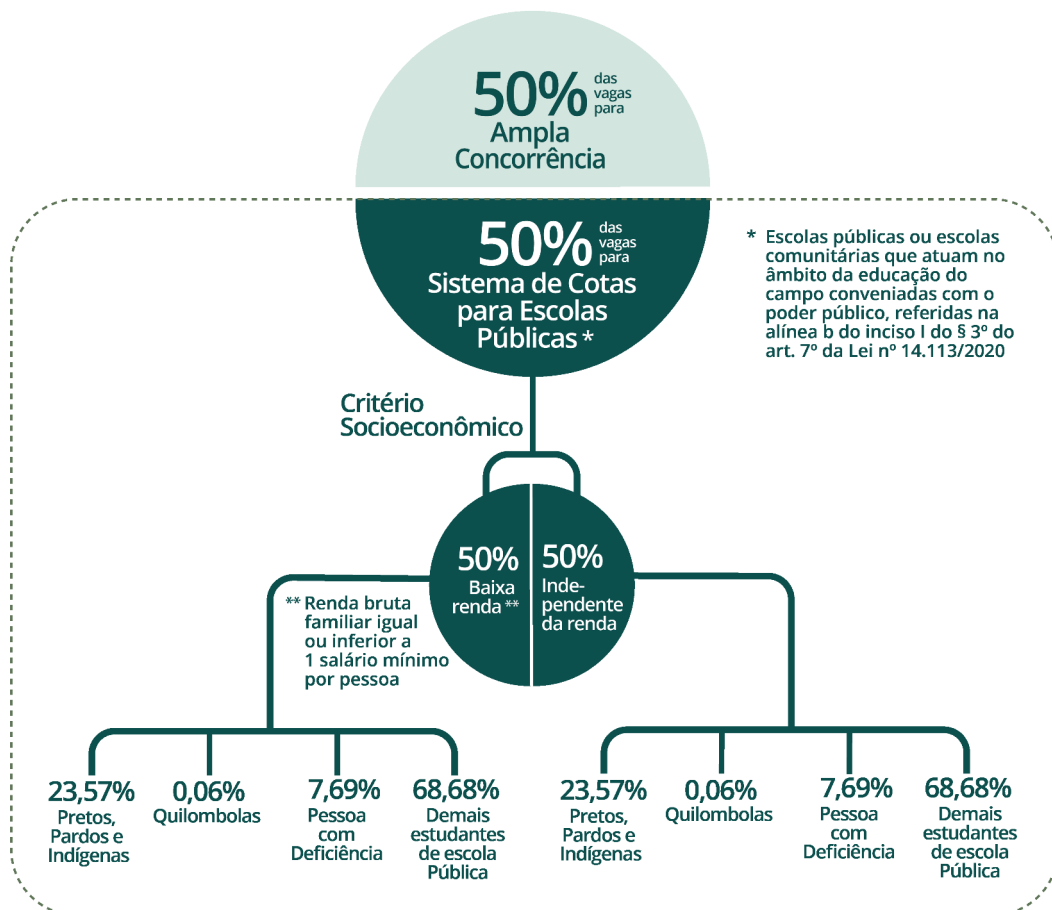 50% das
vagas
para
Ampla
Concorrência
50% das
vagas
para
Sistema de Cotas
para Escolas
Públicas *
* Escolas públicas ou escolas
comunitárias que atuam no
âmbito da educação do
campo conveniadas com o
poder público, referidas na
alínea b do inciso I do § 3º do
art. 7º da Lei nº 14.113/2020
Critério
Socioeconômico
50%
Baixa
renda **
50%
Inde-
pendente
da renda
** Renda bruta
familiar igual
ou inferior a
1 salário mínimo
por pessoa
23,57%
Pretos,
Pardos e
Indígenas
0,06%
Quilombolas
7,69%
Pessoa
com
Deficiência
68,68%
Demais
estudantes
de escola
Pública
23,57%
Pretos,
Pardos e
Indígenas
0,06%
Quilombolas
7,69%
Pessoa
com
Deficiência
68,68%
Demais
estudantes
de escola
Pública